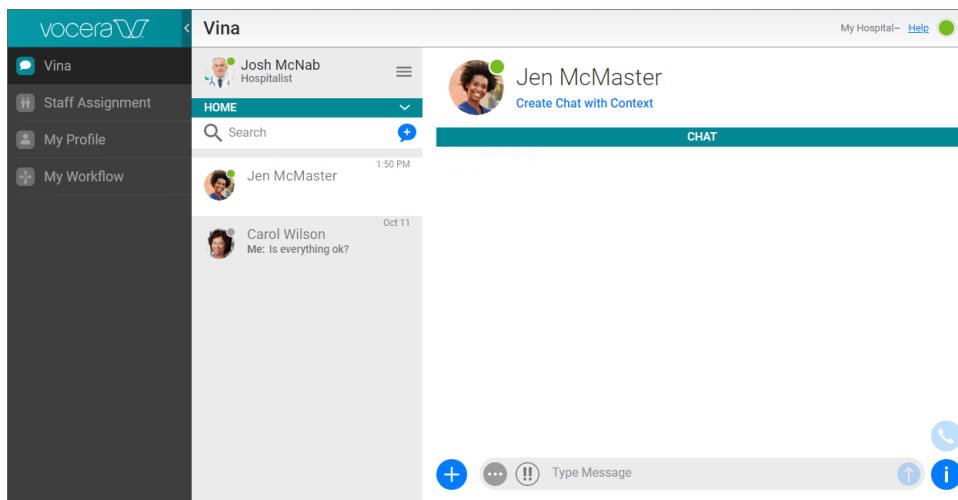 vocera
Vina
My Hospital~ Help
Vina
Staff Assignment
My Profile
My Workflow
Josh McNab
Hospitalist
HOME
Search
1:50 PM
Jen McMaster
Oct 11
Carol Wilson
Me: Is everything ok?
Jen McMaster
Create Chat with Context
CHAT
Type Message